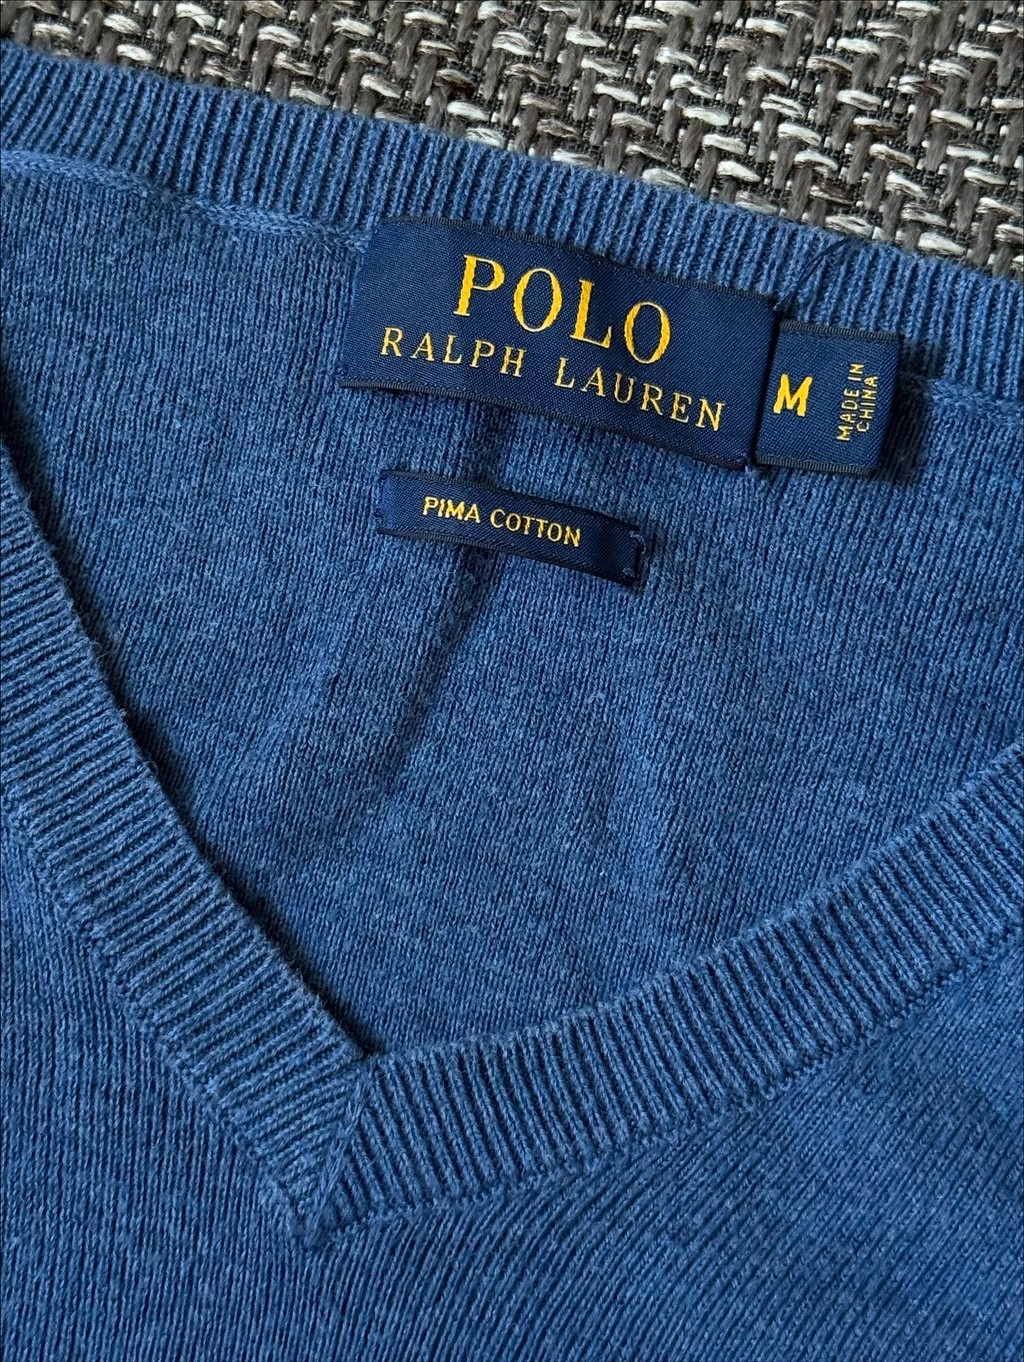 POLO
RALPH LAUREN
M
MADE IN
CHINA
PIMA COTTON